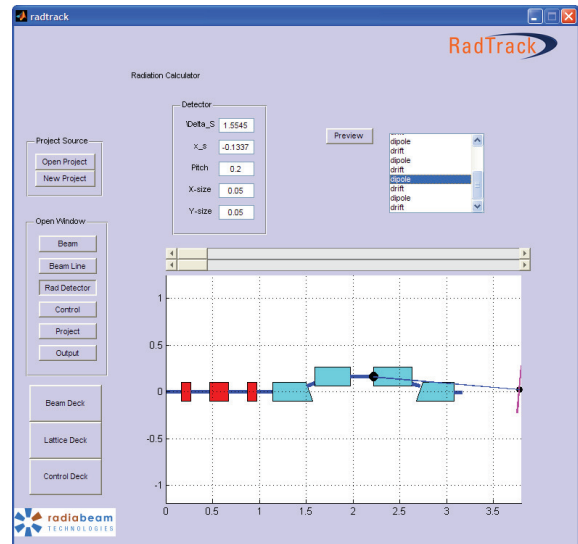 radtrack
RadTrack
Radiation Calculator
Detector
\Delta_S 1.5545
x_s -0.1337
Pitch 0.2
X-size 0.05
Y-size 0.05
Preview
dipole
drift
dipole
drift
dipole
drift
dipole
drift
Project Source
Open Project
New Project
Open Window
Beam
Beam Line
Rad Detector
Control
Project
Output
Beam Deck
Lattice Deck
Control Deck
1
0.5
0
-0.5
-1
0 0.5 1 1.5 2 2.5 3 3.5
radiabeam
TECHNOLOGIES